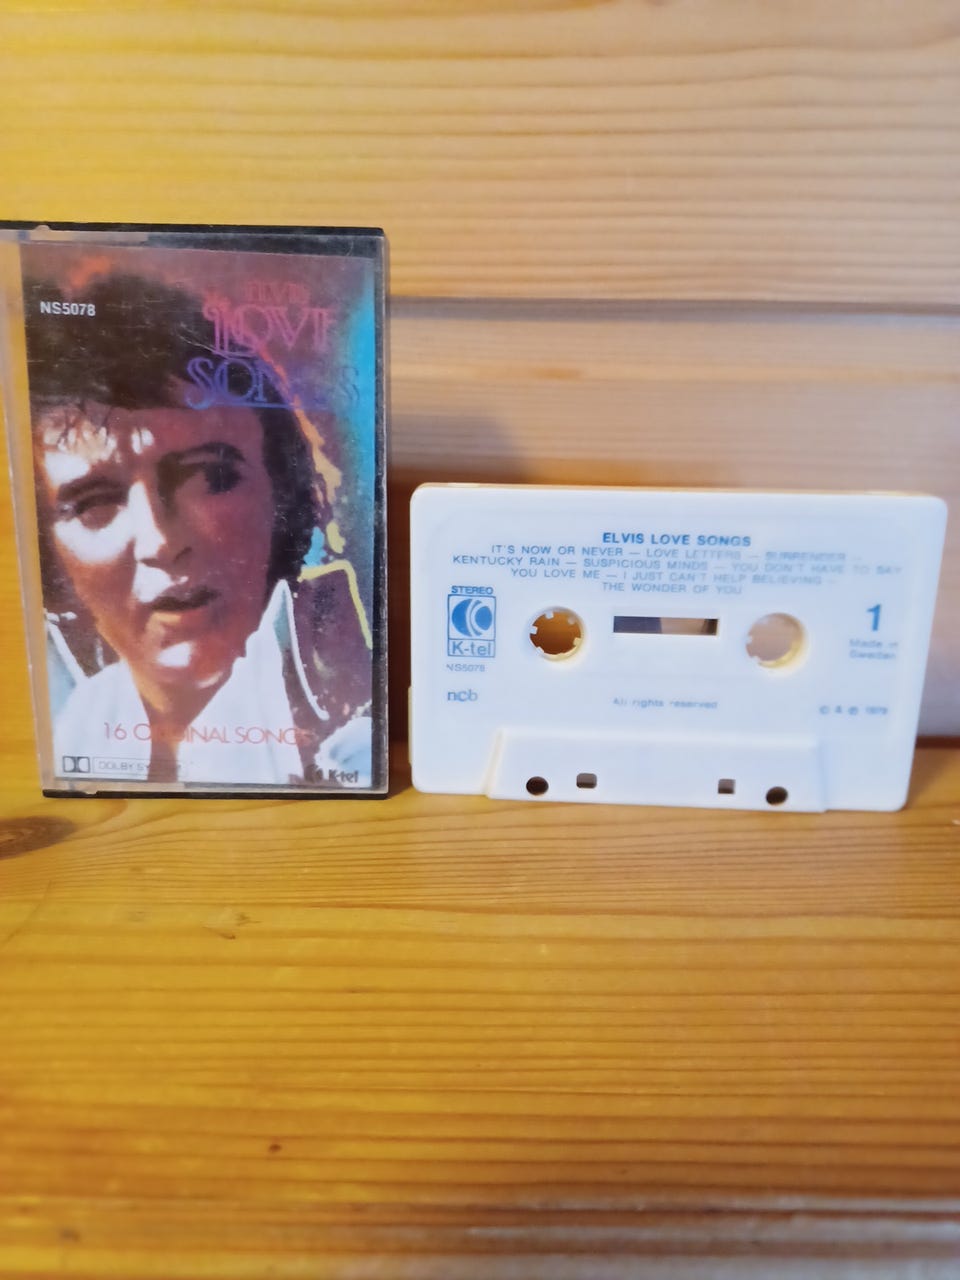 NS5078
ELVIS
LOVE
SONGS
16 ORIGINAL SONGS
DOLBY SYSTEM
K-tel
ELVIS LOVE SONGS
IT'S NOW OR NEVER — LOVE LETTERS — SURRENDER —
KENTUCKY RAIN — SUSPICIOUS MINDS — YOU DON'T HAVE TO SAY
YOU LOVE ME — I JUST CAN'T HELP BELIEVING —
THE WONDER OF YOU
STEREO
K-tel
NS5078
ncb
1
Made in
Sweden
All rights reserved
© & ℗ 1979